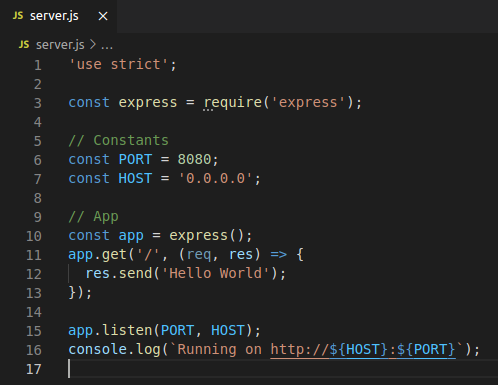 JS server.js ×
JS server.js > ...
1 'use strict';
2
3 const express = require('express');
4
5 // Constants
6 const PORT = 8080;
7 const HOST = '0.0.0.0';
8
9 // App
10 const app = express();
11 app.get('/', (req, res) => {
12   res.send('Hello World');
13 });
14
15 app.listen(PORT, HOST);
16 console.log(`Running on http://${HOST}:${PORT}`);
17